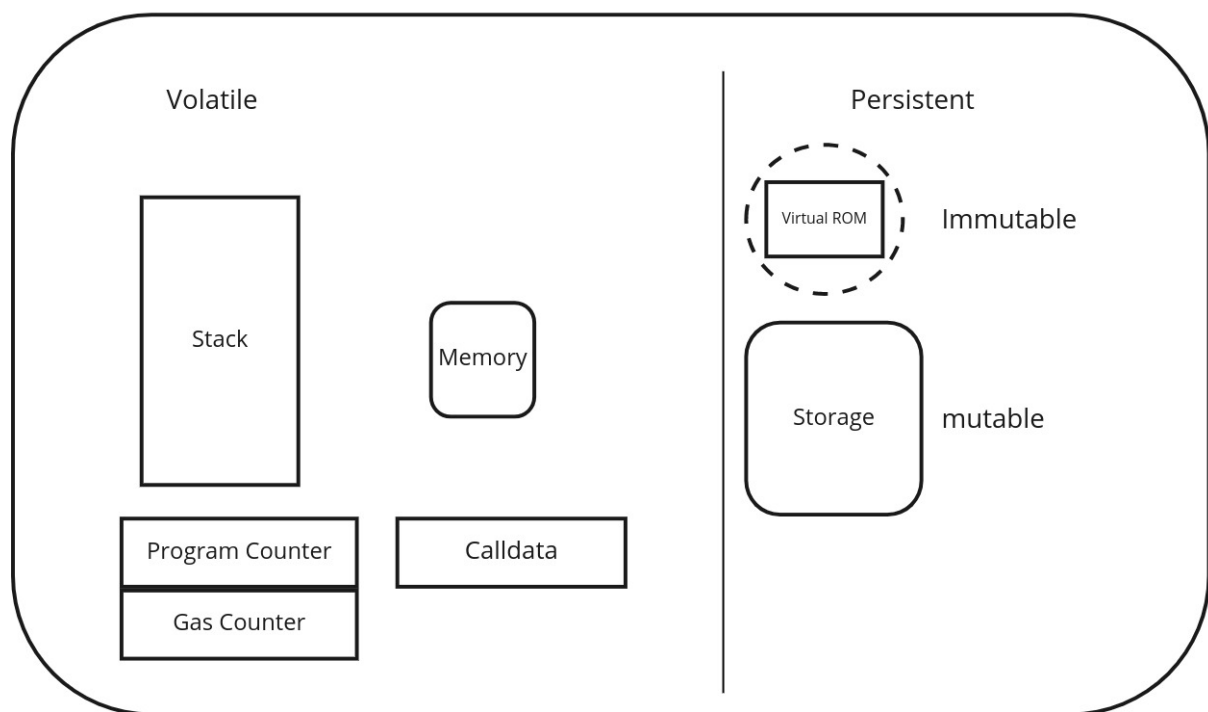 Volatile
Persistent
Virtual ROM
Immutable
Stack
Memory
Storage
mutable
Program Counter
Calldata
Gas Counter